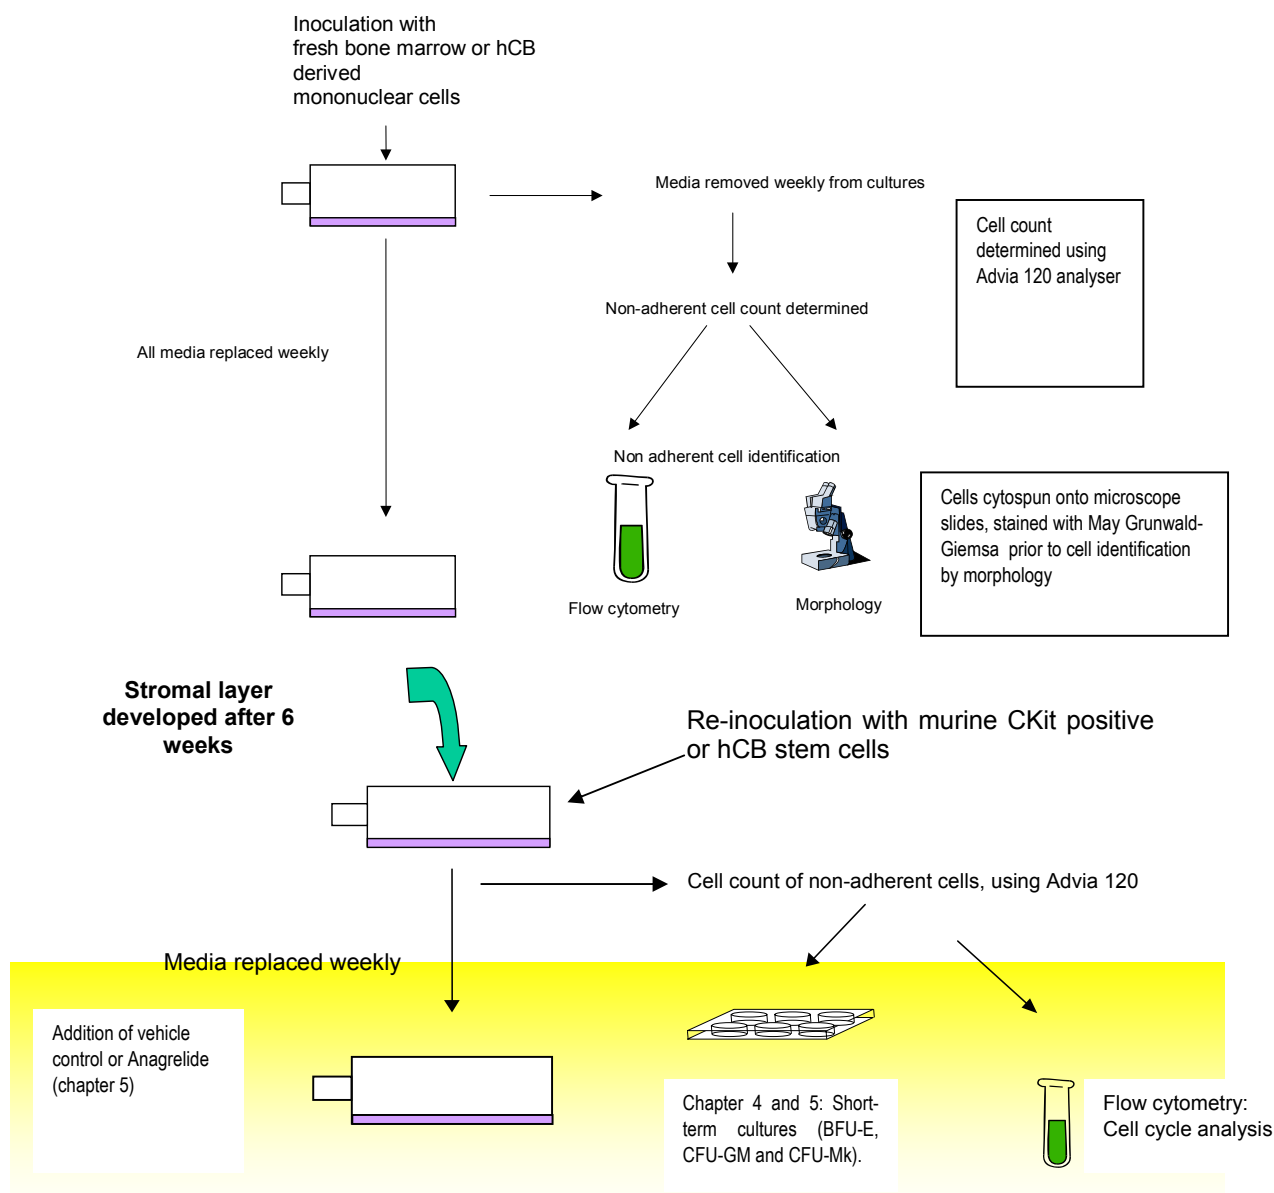 Inoculation with
fresh bone marrow or hCB
derived
mononuclear cells
Media removed weekly from cultures
Cell count
determined using
Advia 120 analyser
Non-adherent cell count determined
All media replaced weekly
Non adherent cell identification
Cells cytospun onto microscope
slides, stained with May Grunwald-
Giemsa prior to cell identification
by morphology
Flow cytometry
Morphology
Stromal layer
developed after 6
weeks
Re-inoculation with murine CKit positive
or hCB stem cells
Cell count of non-adherent cells, using Advia 120
Media replaced weekly
Addition of vehicle
control or Anagrelide
(chapter 5)
Chapter 4 and 5: Short-
term cultures (BFU-E,
CFU-GM and CFU-Mk).
Flow cytometry:
Cell cycle analysis